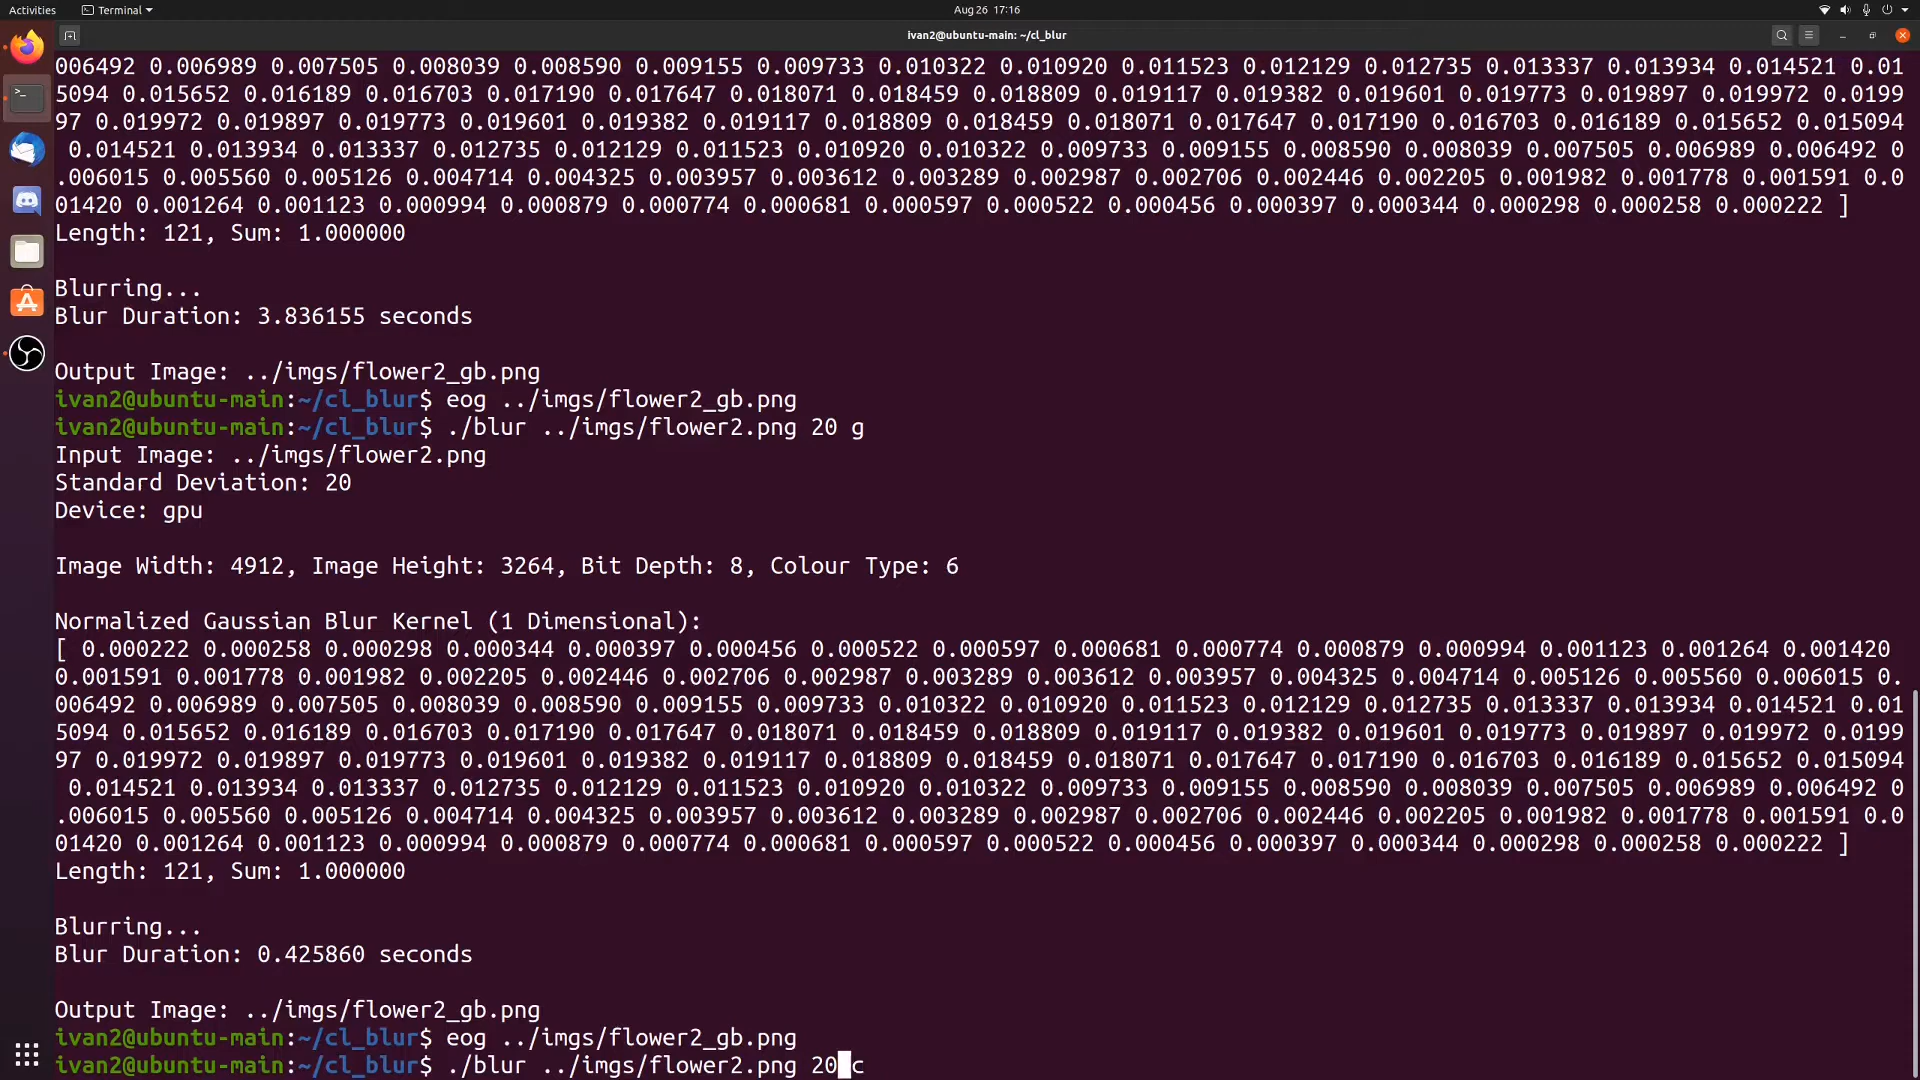 Activities Terminal Aug 26 17:16
ivan2@ubuntu-main: ~/cl_blur
006492 0.006989 0.007505 0.008039 0.008590 0.009155 0.009733 0.010322 0.010920 0.011523 0.012129 0.012735 0.013337 0.013934 0.014521 0.01
5094 0.015652 0.016189 0.016703 0.017190 0.017647 0.018071 0.018459 0.018809 0.019117 0.019382 0.019601 0.019773 0.019897 0.019972 0.0199
97 0.019972 0.019897 0.019773 0.019601 0.019382 0.019117 0.018809 0.018459 0.018071 0.017647 0.017190 0.016703 0.016189 0.015652 0.015094
0.014521 0.013934 0.013337 0.012735 0.012129 0.011523 0.010920 0.010322 0.009733 0.009155 0.008590 0.008039 0.007505 0.006989 0.006492 0
.006015 0.005560 0.005126 0.004714 0.004325 0.003957 0.003612 0.003289 0.002987 0.002706 0.002446 0.002205 0.001982 0.001778 0.001591 0.0
01420 0.001264 0.001123 0.000994 0.000879 0.000774 0.000681 0.000597 0.000522 0.000456 0.000397 0.000344 0.000298 0.000258 0.000222 ]
Length: 121, Sum: 1.000000
Blurring...
Blur Duration: 3.836155 seconds
Output Image: ../imgs/flower2_gb.png
ivan2@ubuntu-main:~/cl_blur$ eog ../imgs/flower2_gb.png
ivan2@ubuntu-main:~/cl_blur$ ./blur ../imgs/flower2.png 20 g
Input Image: ../imgs/flower2.png
Standard Deviation: 20
Device: gpu
Image Width: 4912, Image Height: 3264, Bit Depth: 8, Colour Type: 6
Normalized Gaussian Blur Kernel (1 Dimensional):
[ 0.000222 0.000258 0.000298 0.000344 0.000397 0.000456 0.000522 0.000597 0.000681 0.000774 0.000879 0.000994 0.001123 0.001264 0.001420
0.001591 0.001778 0.001982 0.002205 0.002446 0.002706 0.002987 0.003289 0.003612 0.003957 0.004325 0.004714 0.005126 0.005560 0.006015 0.
006492 0.006989 0.007505 0.008039 0.008590 0.009155 0.009733 0.010322 0.010920 0.011523 0.012129 0.012735 0.013337 0.013934 0.014521 0.01
5094 0.015652 0.016189 0.016703 0.017190 0.017647 0.018071 0.018459 0.018809 0.019117 0.019382 0.019601 0.019773 0.019897 0.019972 0.0199
97 0.019972 0.019897 0.019773 0.019601 0.019382 0.019117 0.018809 0.018459 0.018071 0.017647 0.017190 0.016703 0.016189 0.015652 0.015094
0.014521 0.013934 0.013337 0.012735 0.012129 0.011523 0.010920 0.010322 0.009733 0.009155 0.008590 0.008039 0.007505 0.006989 0.006492 0
.006015 0.005560 0.005126 0.004714 0.004325 0.003957 0.003612 0.003289 0.002987 0.002706 0.002446 0.002205 0.001982 0.001778 0.001591 0.0
01420 0.001264 0.001123 0.000994 0.000879 0.000774 0.000681 0.000597 0.000522 0.000456 0.000397 0.000344 0.000298 0.000258 0.000222 ]
Length: 121, Sum: 1.000000
Blurring...
Blur Duration: 0.425860 seconds
Output Image: ../imgs/flower2_gb.png
ivan2@ubuntu-main:~/cl_blur$ eog ../imgs/flower2_gb.png
ivan2@ubuntu-main:~/cl_blur$ ./blur ../imgs/flower2.png 20 c